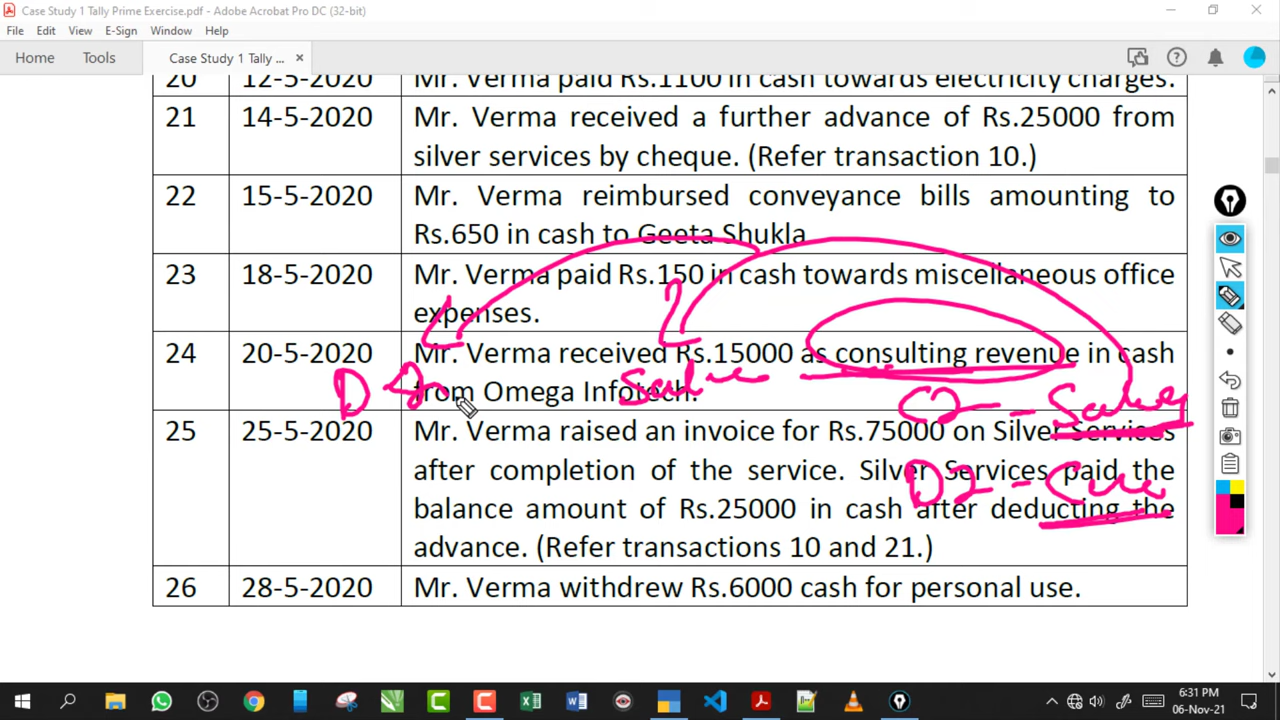 Case Study 1 Tally Prime Exercise.pdf - Adobe Acrobat Pro DC (32-bit)
File Edit View E-Sign Window Help
Home Tools Case Study 1 Tally ... ×
20 12-5-2020 Mr. Verma paid Rs.1100 in cash towards electricity charges.
21 14-5-2020 Mr. Verma received a further advance of Rs.25000 from
silver services by cheque. (Refer transaction 10.)
22 15-5-2020 Mr. Verma reimbursed conveyance bills amounting to
Rs.650 in cash to Geeta Shukla.
23 18-5-2020 Mr. Verma paid Rs.150 in cash towards miscellaneous office
expenses.
24 20-5-2020 Mr. Verma received Rs.15000 as consulting revenue in cash
from Omega Infotech.
Sales
25 25-5-2020 Mr. Verma raised an invoice for Rs.75000 on Silver Services
after completion of the service. Silver Services paid the
balance amount of Rs.25000 in cash after deducting the
advance. (Refer transactions 10 and 21.)
26 28-5-2020 Mr. Verma withdrew Rs.6000 cash for personal use.
6:31 PM
06-Nov-21